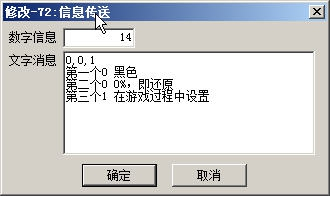 修改-72:信息传送
数字信息 14
文字消息
0,0,1
第一个0 黑色
第二个0 0%，即还原
第三个1 在游戏过程中设置
确定 取消